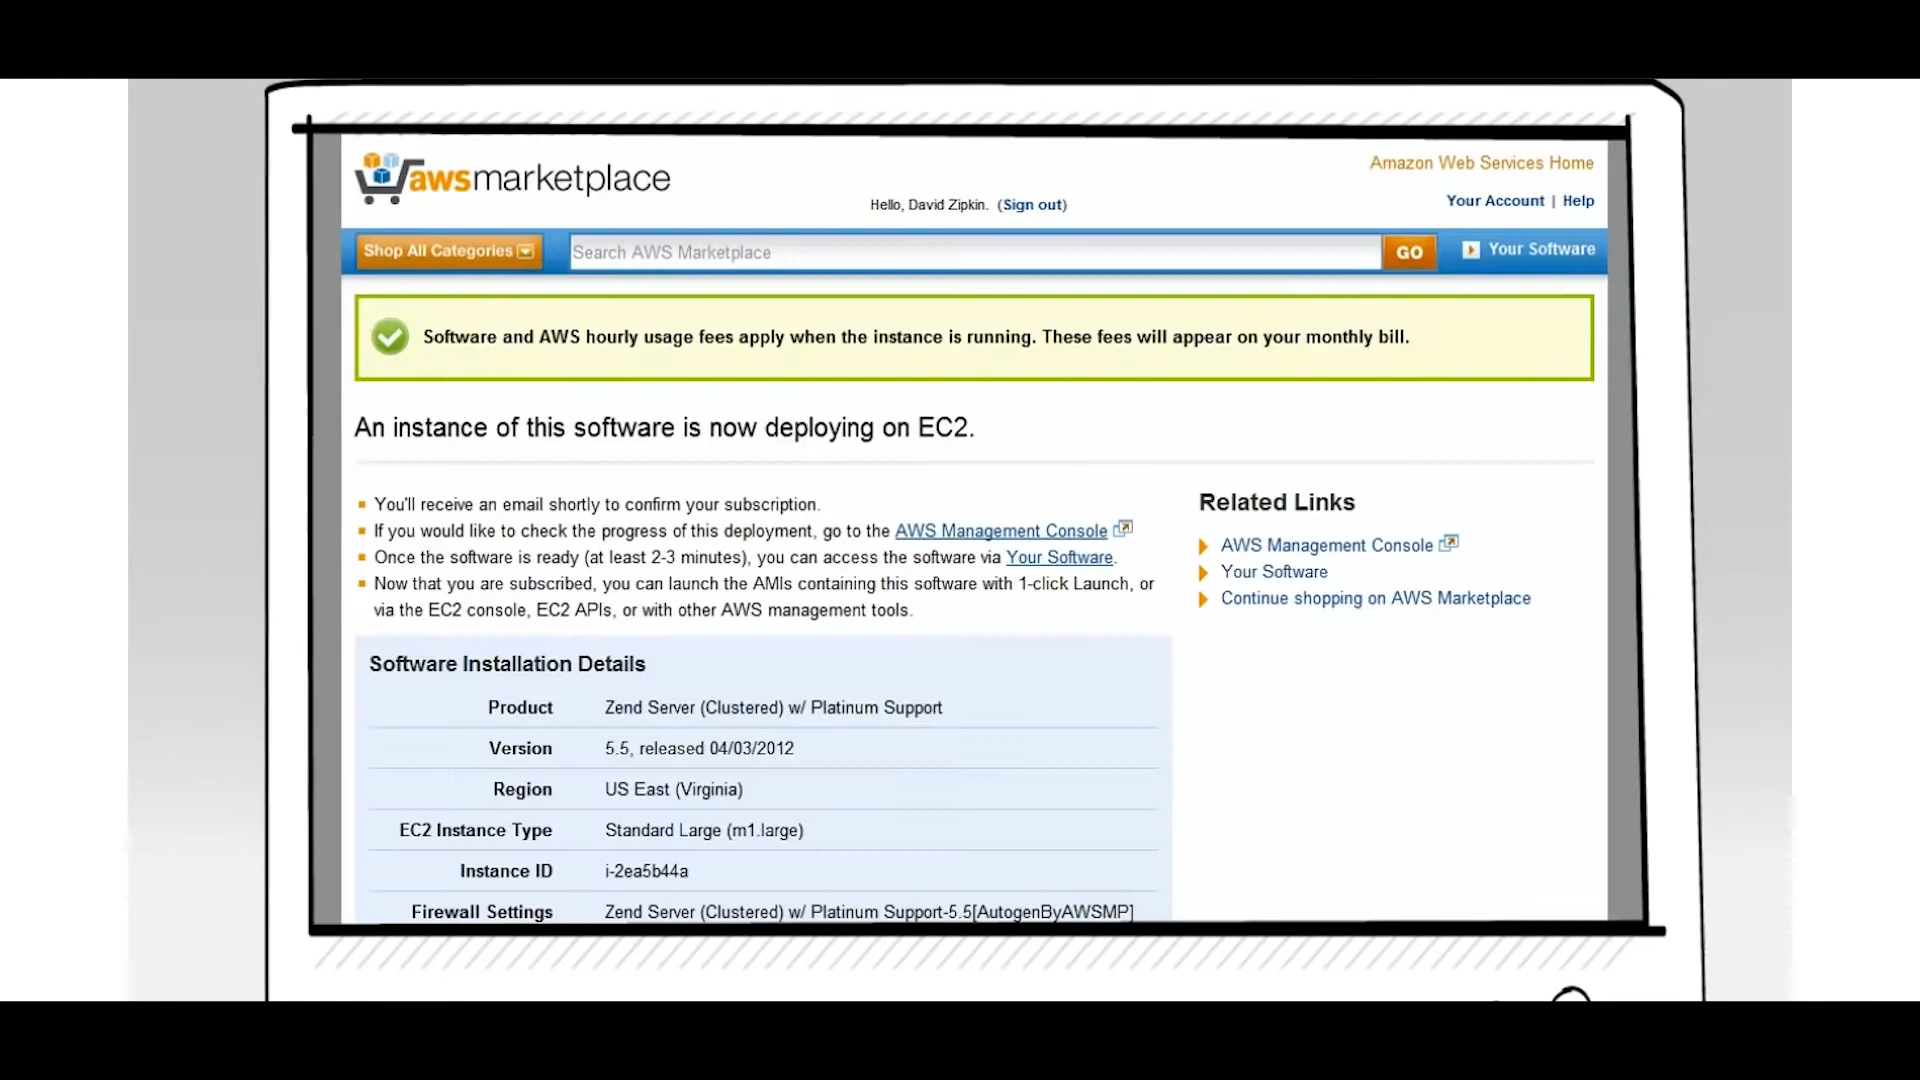 awsmarketplace
Amazon Web Services Home
Hello, David Zipkin. (Sign out)
Your Account | Help
Shop All Categories
Search AWS Marketplace
GO
Your Software
Software and AWS hourly usage fees apply when the instance is running. These fees will appear on your monthly bill.
An instance of this software is now deploying on EC2.
You'll receive an email shortly to confirm your subscription.
If you would like to check the progress of this deployment, go to the AWS Management Console
Once the software is ready (at least 2-3 minutes), you can access the software via Your Software.
Now that you are subscribed, you can launch the AMIs containing this software with 1-click Launch, or
via the EC2 console, EC2 APIs, or with other AWS management tools.
Related Links
AWS Management Console
Your Software
Continue shopping on AWS Marketplace
Software Installation Details
Product Zend Server (Clustered) w/ Platinum Support
Version 5.5, released 04/03/2012
Region US East (Virginia)
EC2 Instance Type Standard Large (m1.large)
Instance ID i-2ea5b44a
Firewall Settings Zend Server (Clustered) w/ Platinum Support-5.5[AutogenByAWSMP]